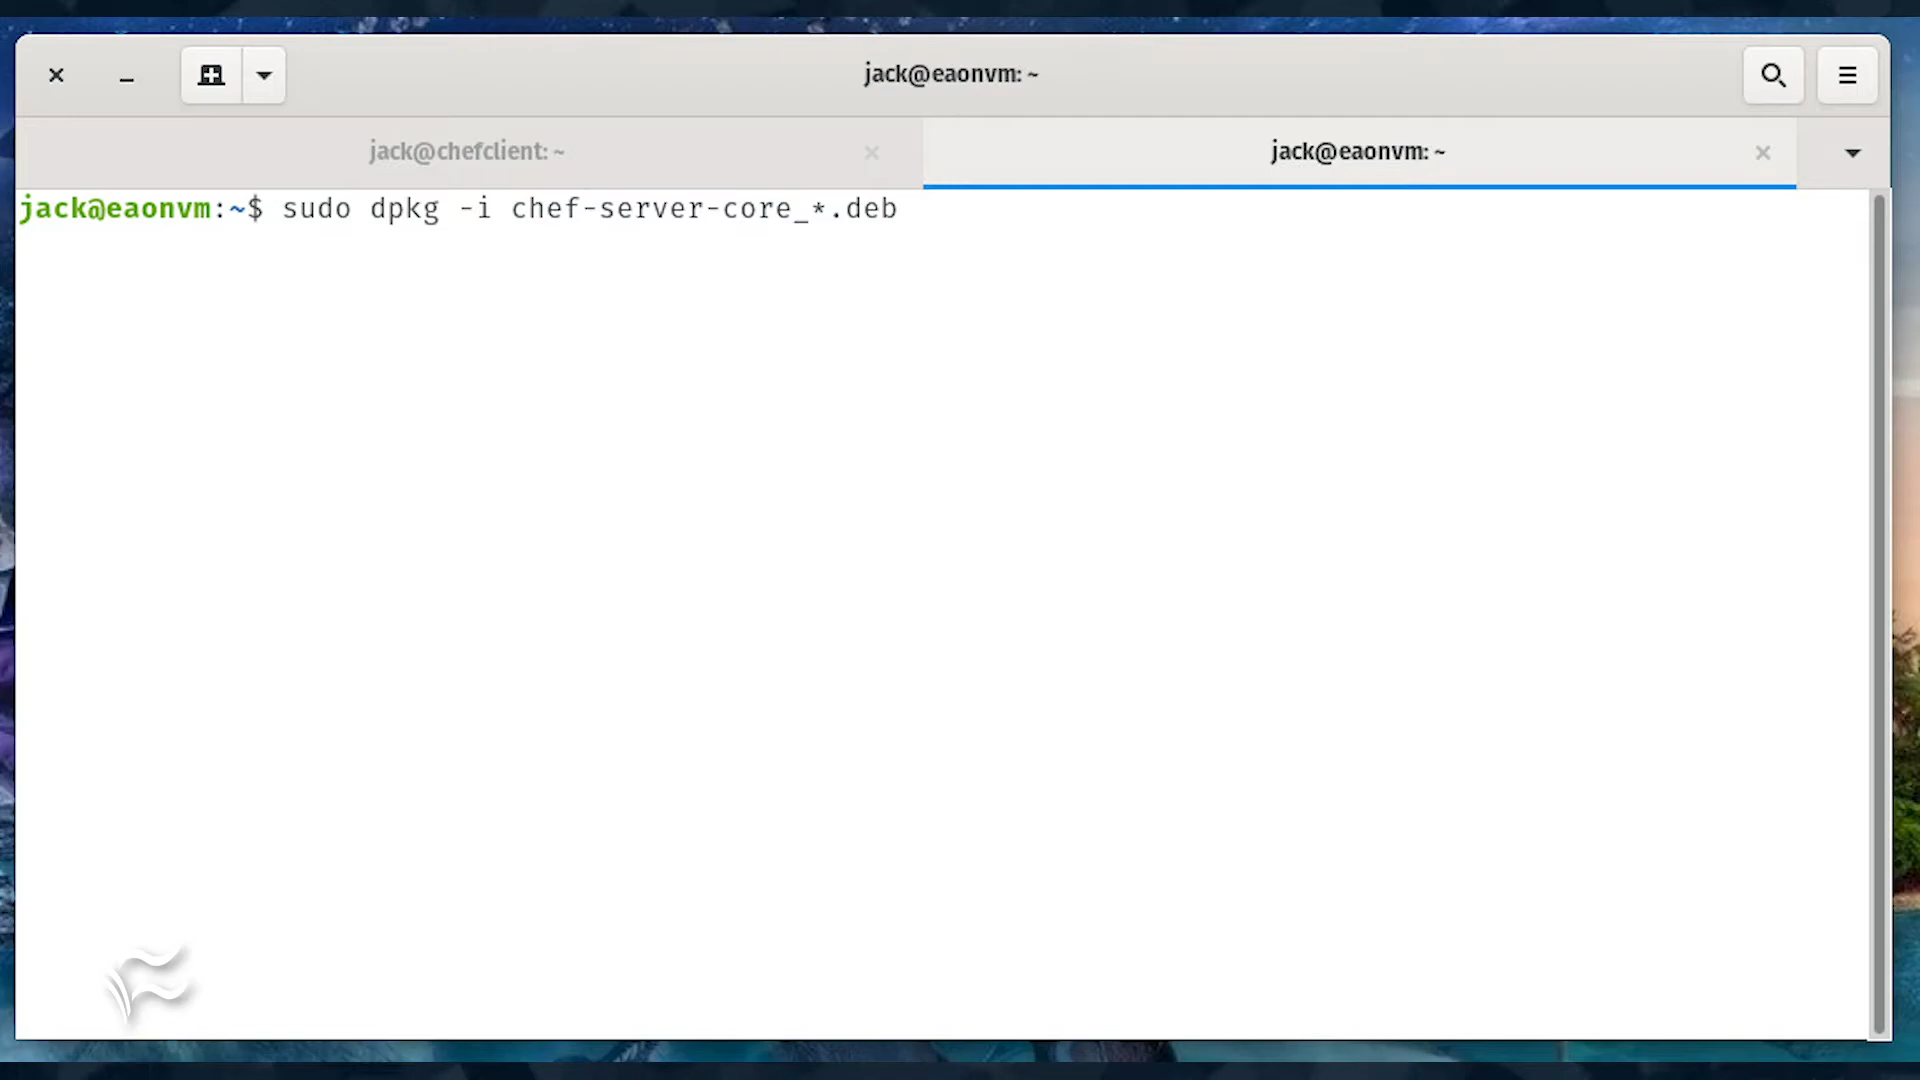 jack@eaonvm: ~
jack@chefclient: ~
jack@eaonvm: ~
jack@eaonvm:~$ sudo dpkg -i chef-server-core_*.deb